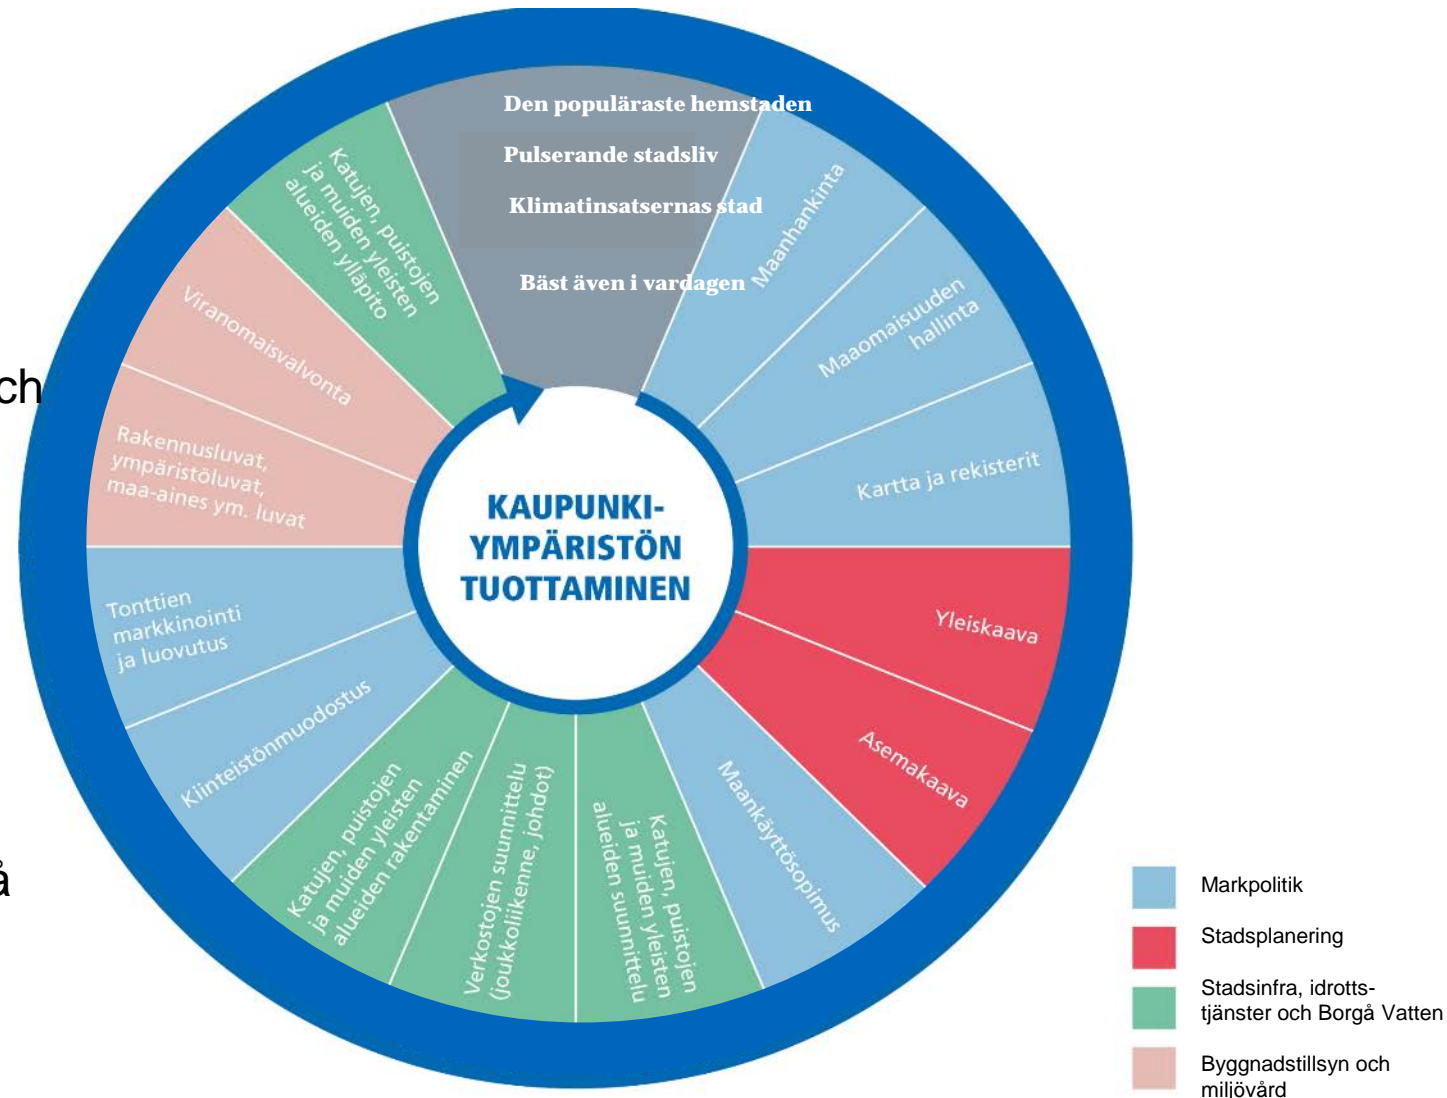 Den populäraste hemstaden
Pulserande stadsliv
Klimatinsatsernas stad
Bäst även i vardagen
Maanhankinta
Maaomaisuuden
hallinta
Kartta ja rekisterit
Yleiskaava
Asemakaava
Maankäyttösopimus
Katujen, puistojen
ja muiden yleisten
alueiden suunnittelu
Verkostojen suunnittelu
(joukkoliikenne, johdot)
Katujen, puistojen
ja muiden yleisten
alueiden rakentaminen
Kiinteistönmuodostus
Tonttien
markkinointi
ja luovutus
Rakennusluvat,
ympäristöluvat,
maa-aines ym. luvat
Viranomaisvalvonta
Katujen, puistojen
ja muiden yleisten
alueiden ylläpito
KAUPUNKI-
YMPÄRISTÖN
TUOTTAMINEN
ch
å
Markpolitik
Stadsplanering
Stadsinfra, idrotts-
tjänster och Borgå Vatten
Byggnadstillsyn och
miljövård